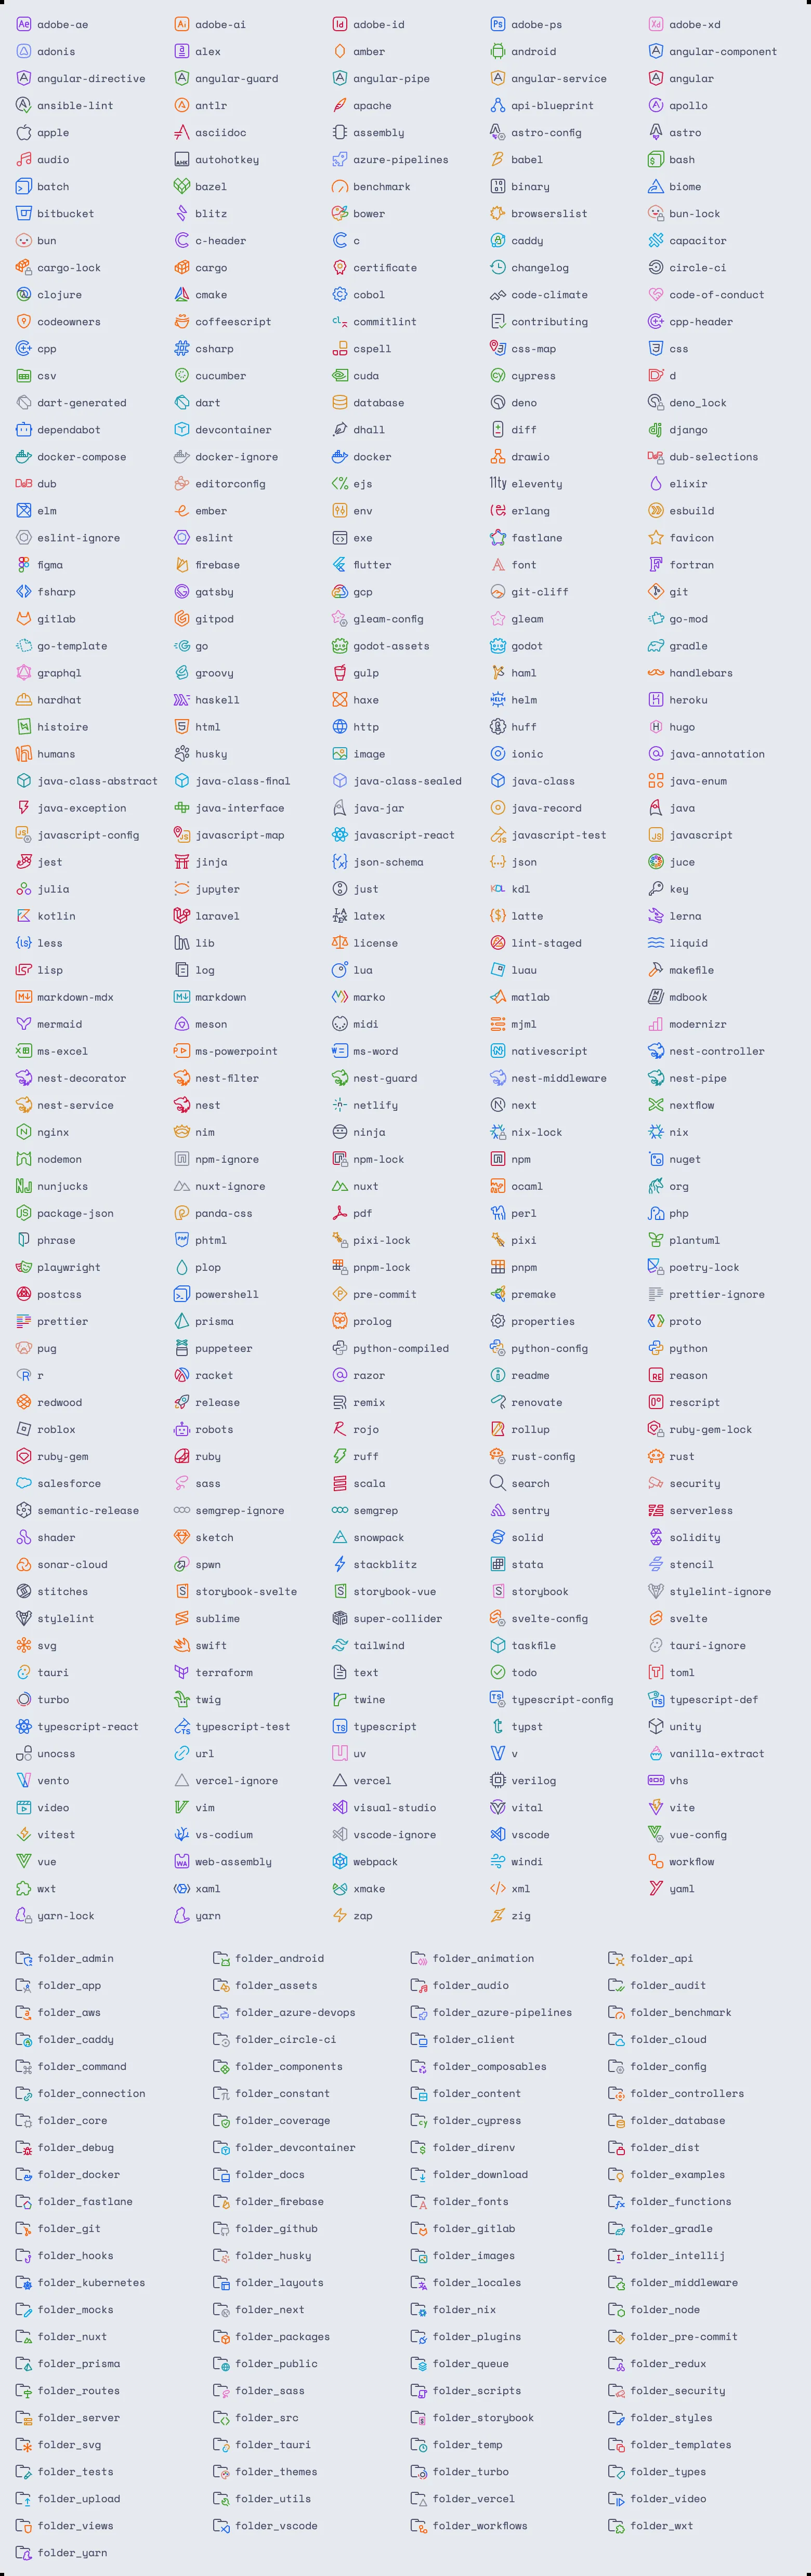 adobe-ae adobe-ai adobe-id adobe-ps adobe-xd
adonis alex amber android angular-component
angular-directive angular-guard angular-pipe angular-service angular
ansible-lint antlr apache api-blueprint apollo
apple asciidoc assembly astro-config astro
audio autohotkey azure-pipelines babel bash
batch bazel benchmark binary biome
bitbucket blitz bower browserslist bun-lock
bun c-header c caddy capacitor
cargo-lock cargo certificate changelog circle-ci
clojure cmake cobol code-climate code-of-conduct
codeowners coffeescript commitlint contributing cpp-header
cpp csharp cspell css-map css
csv cucumber cuda cypress d
dart-generated dart database deno deno_lock
dependabot devcontainer dhall diff django
docker-compose docker-ignore docker drawio dub-selections
dub editorconfig ejs eleventy elixir
elm ember env erlang esbuild
eslint-ignore eslint exe fastlane favicon
figma firebase flutter font fortran
fsharp gatsby gcp git-cliff git
gitlab gitpod gleam-config gleam go-mod
go-template go godot-assets godot gradle
graphql groovy gulp haml handlebars
hardhat haskell haxe helm heroku
histoire html http huff hugo
humans husky image ionic java-annotation
java-class-abstract java-class-final java-class-sealed java-class java-enum
java-exception java-interface java-jar java-record java
javascript-config javascript-map javascript-react javascript-test javascript
jest jinja json-schema json juce
julia jupyter just kdl key
kotlin laravel latex latte lerna
less lib license lint-staged liquid
lisp log lua luau makefile
markdown-mdx markdown marko matlab mdbook
mermaid meson midi mjml modernizr
ms-excel ms-powerpoint ms-word nativescript nest-controller
nest-decorator nest-filter nest-guard nest-middleware nest-pipe
nest-service nest netlify next nextflow
nginx nim ninja nix-lock nix
nodemon npm-ignore npm-lock npm nuget
nunjucks nuxt-ignore nuxt ocaml org
package-json panda-css pdf perl php
phrase phtml pixi-lock pixi plantuml
playwright plop pnpm-lock pnpm poetry-lock
postcss powershell pre-commit premake prettier-ignore
prettier prisma prolog properties proto
pug puppeteer python-compiled python-config python
r racket razor readme reason
redwood release remix renovate rescript
roblox robots rojo rollup ruby-gem-lock
ruby-gem ruby ruff rust-config rust
salesforce sass scala search security
semantic-release semgrep-ignore semgrep sentry serverless
shader sketch snowpack solid solidity
sonar-cloud spwn stackblitz stata stencil
stitches storybook-svelte storybook-vue storybook stylelint-ignore
stylelint sublime super-collider svelte-config svelte
svg swift tailwind taskfile tauri-ignore
tauri terraform text todo toml
turbo twig twine typescript-config typescript-def
typescript-react typescript-test typescript typst unity
unocss url uv v vanilla-extract
vento vercel-ignore vercel verilog vhs
video vim visual-studio vital vite
vitest vs-codium vscode-ignore vscode vue-config
vue web-assembly webpack windi workflow
wxt xaml xmake xml yaml
yarn-lock yarn zap zig
folder_admin folder_android folder_animation folder_api
folder_app folder_assets folder_audio folder_audit
folder_aws folder_azure-devops folder_azure-pipelines folder_benchmark
folder_caddy folder_circle-ci folder_client folder_cloud
folder_command folder_components folder_composables folder_config
folder_connection folder_constant folder_content folder_controllers
folder_core folder_coverage folder_cypress folder_database
folder_debug folder_devcontainer folder_direnv folder_dist
folder_docker folder_docs folder_download folder_examples
folder_fastlane folder_firebase folder_fonts folder_functions
folder_git folder_github folder_gitlab folder_gradle
folder_hooks folder_husky folder_images folder_intellij
folder_kubernetes folder_layouts folder_locales folder_middleware
folder_mocks folder_next folder_nix folder_node
folder_nuxt folder_packages folder_plugins folder_pre-commit
folder_prisma folder_public folder_queue folder_redux
folder_routes folder_sass folder_scripts folder_security
folder_server folder_src folder_storybook folder_styles
folder_svg folder_tauri folder_temp folder_templates
folder_tests folder_themes folder_turbo folder_types
folder_upload folder_utils folder_vercel folder_video
folder_views folder_vscode folder_workflows folder_wxt
folder_yarn